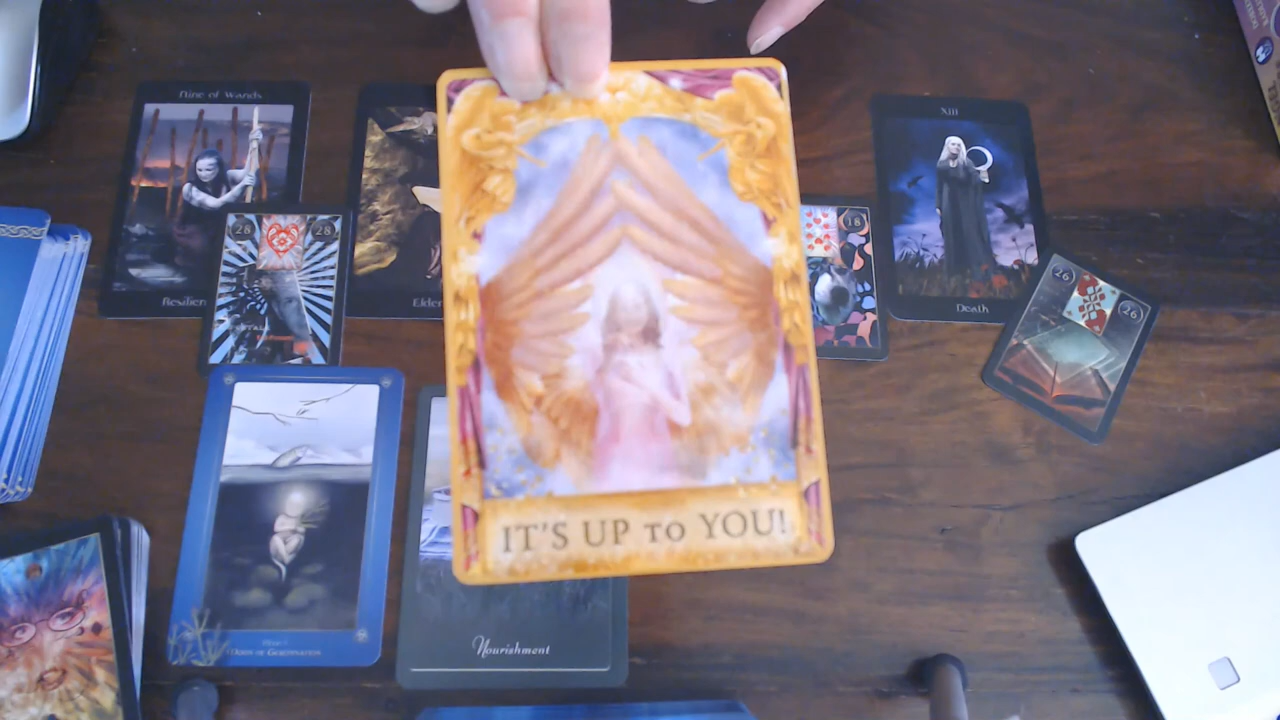 Nine of Wands
XIII
28 28
18
Resilien
Elder
Death
26
26
IT'S UP TO YOU!
Nourishment